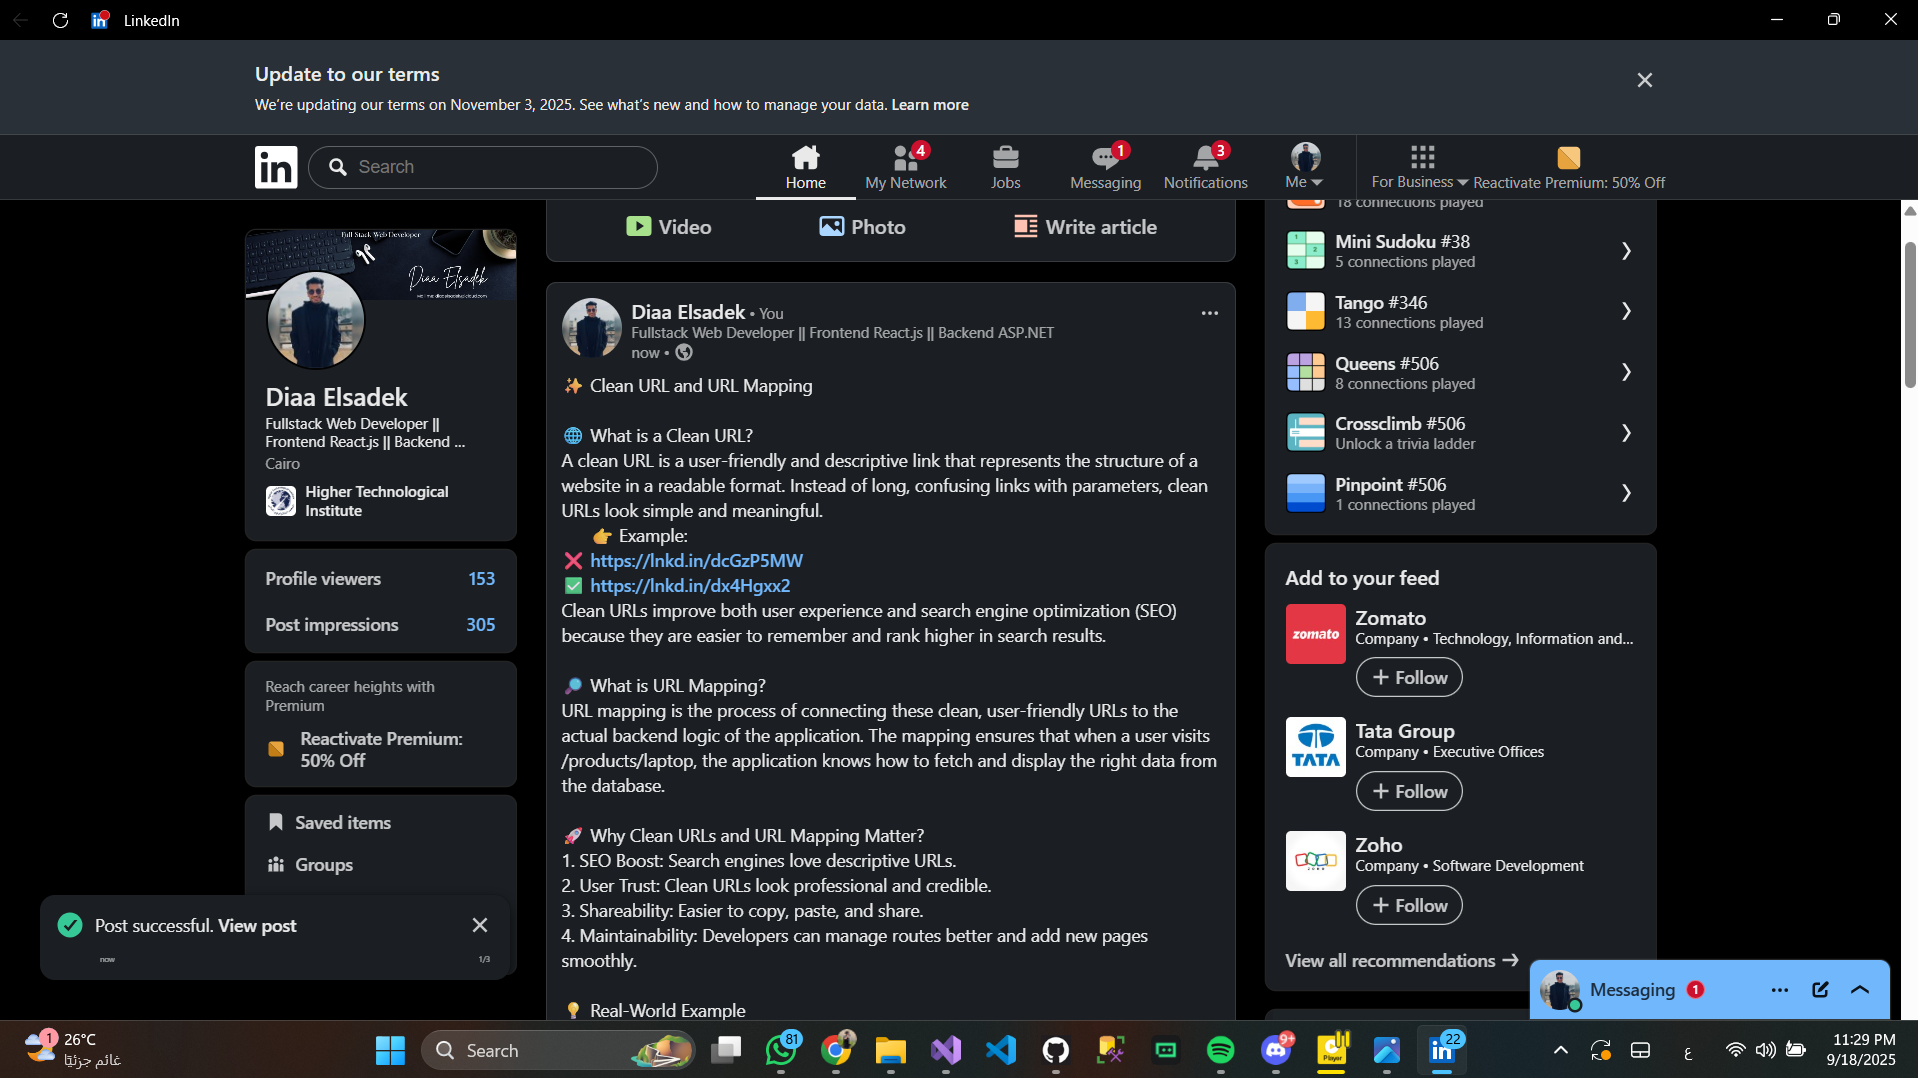 LinkedIn
Update to our terms
We're updating our terms on November 3, 2025. See what's new and how to manage your data. Learn more
in
Search
Home
4
My Network
Jobs
1
Messaging
3
Notifications
Me
For Business
Reactivate Premium: 50% Off
Full Stack Web Developer
Diaa Elsadek
Diaa Elsadek
Fullstack Web Developer ||
Frontend React.js || Backend ...
Cairo
Higher Technological
Institute
Profile viewers 153
Post impressions 305
Reach career heights with
Premium
Reactivate Premium:
50% Off
Saved items
Groups
Post successful. View post
now
1/3
Video
Photo
Write article
Diaa Elsadek • You
Fullstack Web Developer || Frontend React.js || Backend ASP.NET
now •
✨ Clean URL and URL Mapping
🌐 What is a Clean URL?
A clean URL is a user-friendly and descriptive link that represents the structure of a
website in a readable format. Instead of long, confusing links with parameters, clean
URLs look simple and meaningful.
👉 Example:
❌ https://lnkd.in/dcGzP5MW
✅ https://lnkd.in/dx4Hgxx2
Clean URLs improve both user experience and search engine optimization (SEO)
because they are easier to remember and rank higher in search results.
🔎 What is URL Mapping?
URL mapping is the process of connecting these clean, user-friendly URLs to the
actual backend logic of the application. The mapping ensures that when a user visits
/products/laptop, the application knows how to fetch and display the right data from
the database.
🚀 Why Clean URLs and URL Mapping Matter?
1. SEO Boost: Search engines love descriptive URLs.
2. User Trust: Clean URLs look professional and credible.
3. Shareability: Easier to copy, paste, and share.
4. Maintainability: Developers can manage routes better and add new pages
smoothly.
💡 Real-World Example
18 connections played
Mini Sudoku #38
5 connections played
Tango #346
13 connections played
Queens #506
8 connections played
Crossclimb #506
Unlock a trivia ladder
Pinpoint #506
1 connections played
Add to your feed
zomato
Zomato
Company • Technology, Information and...
+ Follow
TATA
Tata Group
Company • Executive Offices
+ Follow
ZOHO
Zoho
Company • Software Development
+ Follow
View all recommendations →
Messaging 1
1
26°C
غائم جزئيًا
Search
81
9+
Player
in 22
ع
11:29 PM
9/18/2025